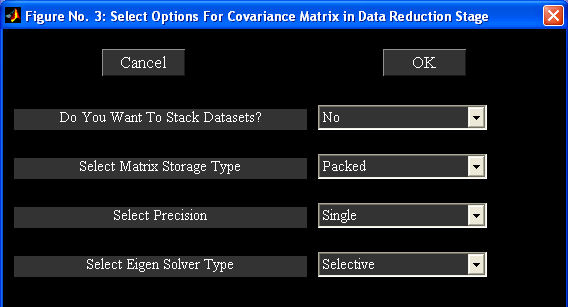 Figure No. 3: Select Options For Covariance Matrix in Data Reduction Stage
Cancel OK
Do You Want To Stack Datasets? No
Select Matrix Storage Type Packed
Select Precision Single
Select Eigen Solver Type Selective